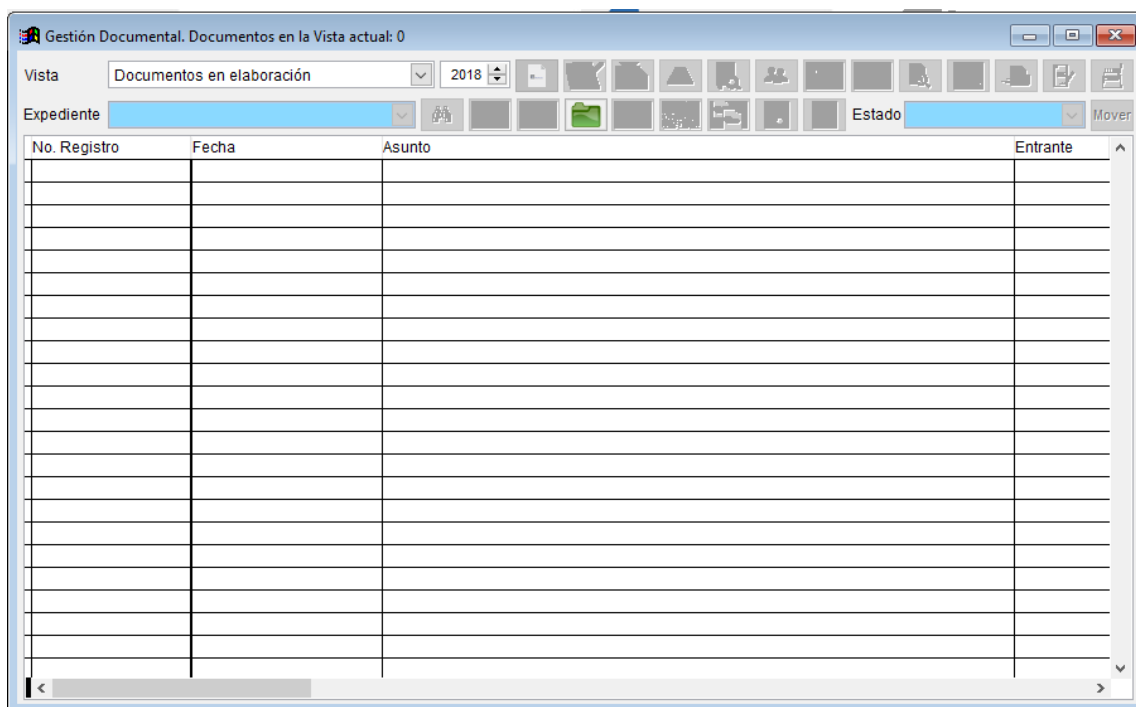 Gestión Documental. Documentos en la Vista actual: 0
Vista Documentos en elaboración 2018
Expediente Estado Mover
No. Registro Fecha Asunto Entrante